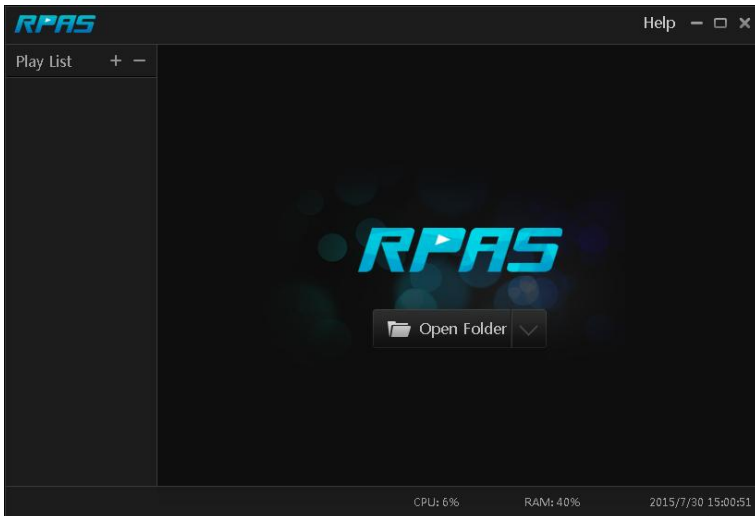 RPAS Help
Play List + −
RPAS
Open Folder
CPU: 6% RAM: 40% 2015/7/30 15:00:51